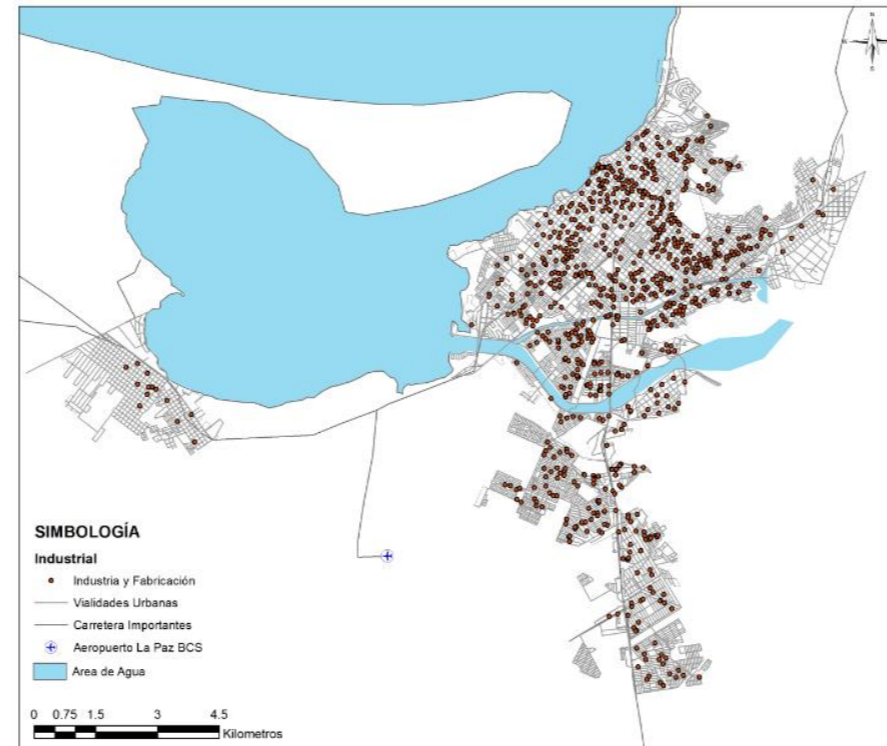 N
S
SIMBOLOGÍA
Industrial
Industria y Fabricación
Vialidades Urbanas
Carretera Importantes
Aeropuerto La Paz BCS
Area de Agua
0 0.75 1.5 3 4.5
Kilometros